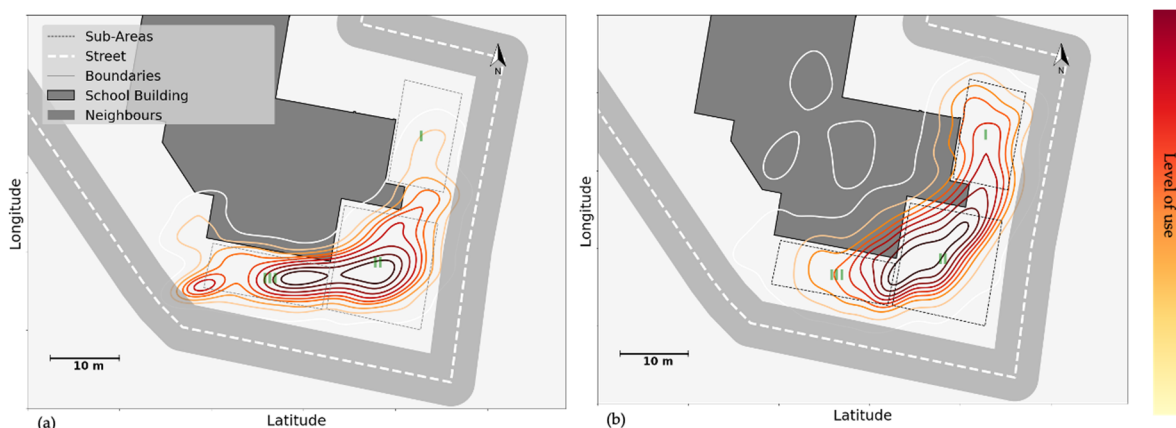 Sub-Areas
Street
Boundaries
School Building
Neighbours
N
I
II
III
10 m
Longitude
Latitude
(a)
N
I
II
III
10 m
Longitude
Latitude
(b)
Level of use